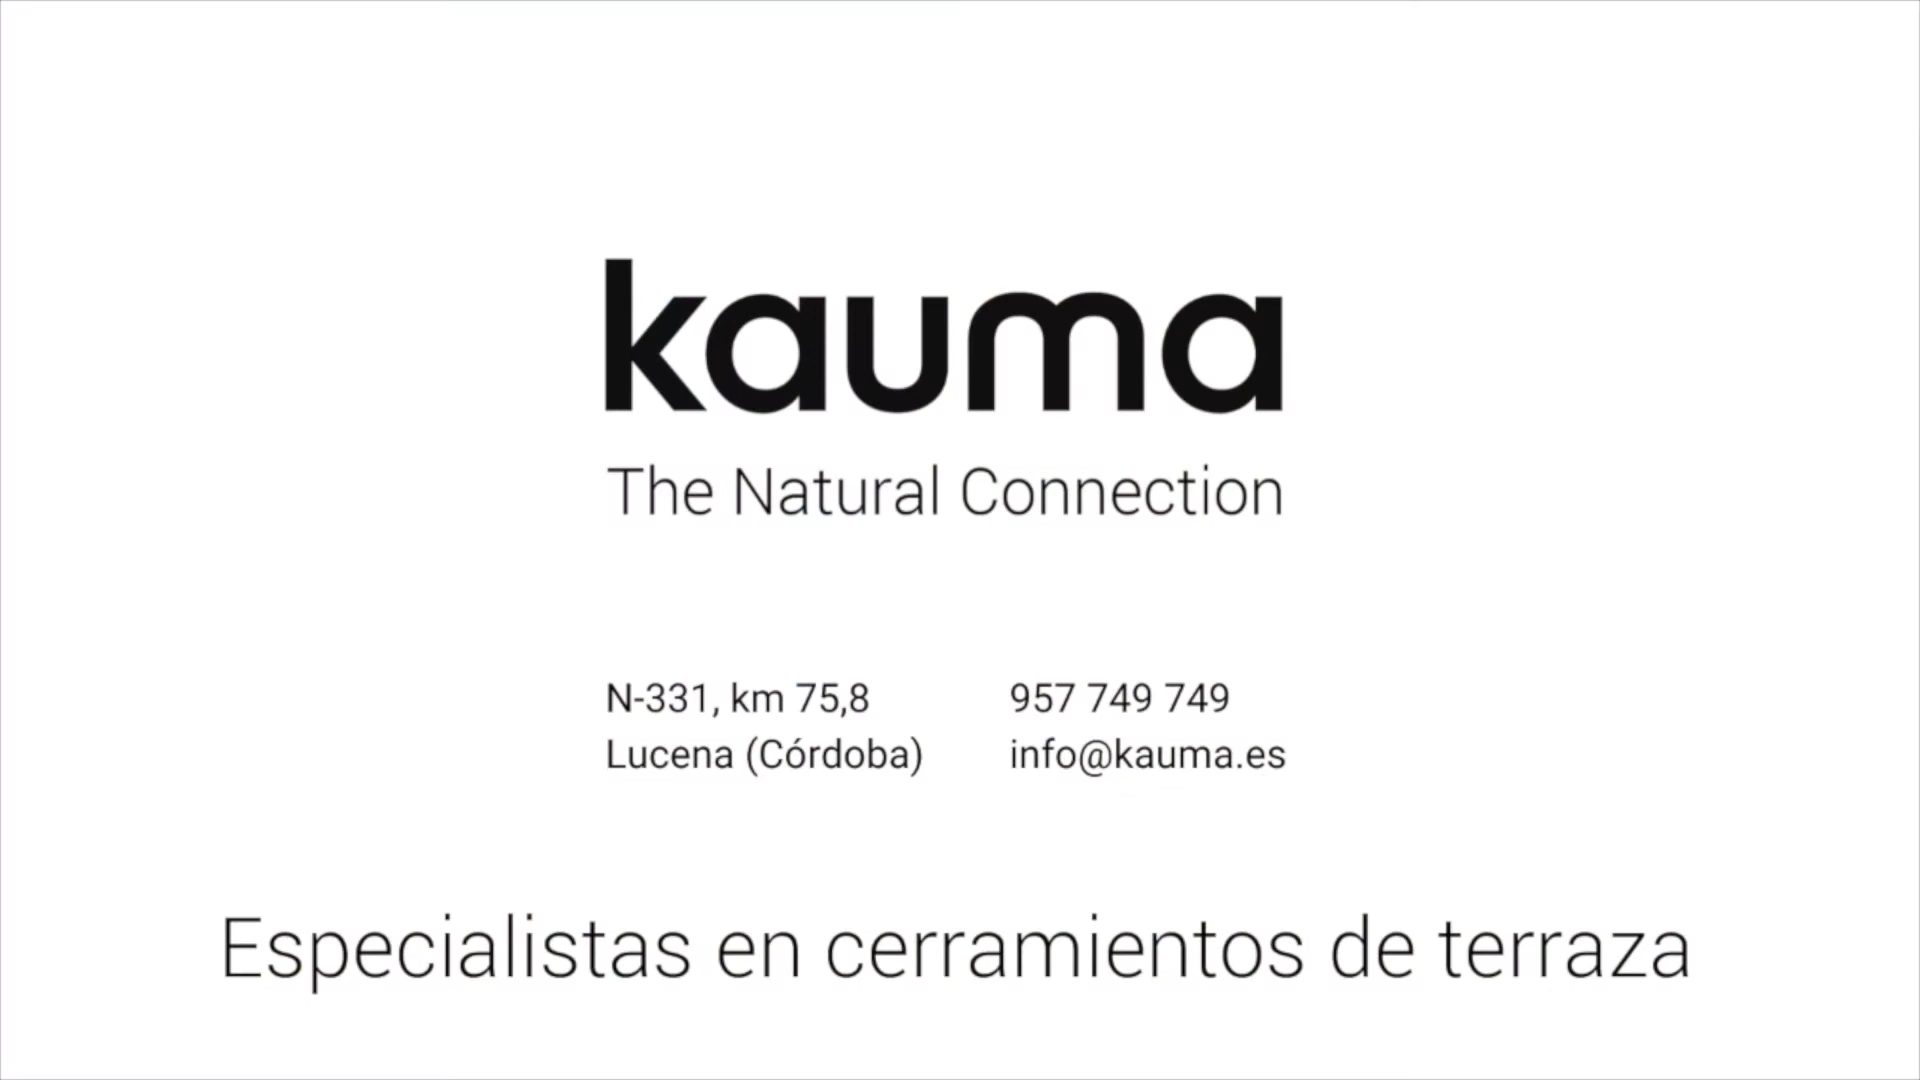 kauma
The Natural Connection
N-331, km 75,8
Lucena (Córdoba)
957 749 749
info@kauma.es
Especialistas en cerramientos de terraza